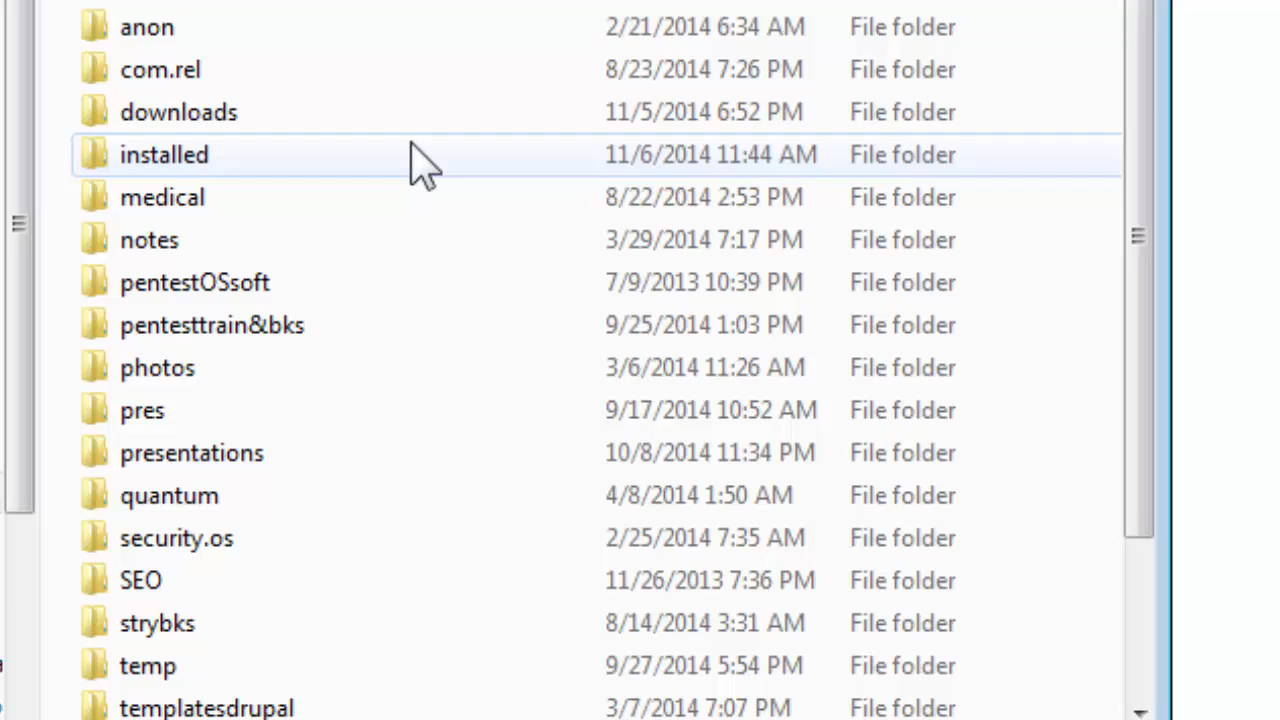 anon 2/21/2014 6:34 AM File folder
com.rel 8/23/2014 7:26 PM File folder
downloads 11/5/2014 6:52 PM File folder
installed 11/6/2014 11:44 AM File folder
medical 8/22/2014 2:53 PM File folder
notes 3/29/2014 7:17 PM File folder
pentestOSsoft 7/9/2013 10:39 PM File folder
pentesttrain&bks 9/25/2014 1:03 PM File folder
photos 3/6/2014 11:26 AM File folder
pres 9/17/2014 10:52 AM File folder
presentations 10/8/2014 11:34 PM File folder
quantum 4/8/2014 1:50 AM File folder
security.os 2/25/2014 7:35 AM File folder
SEO 11/26/2013 7:36 PM File folder
strybks 8/14/2014 3:31 AM File folder
temp 9/27/2014 5:54 PM File folder
templatesdrupal 3/7/2014 7:07 PM File folder